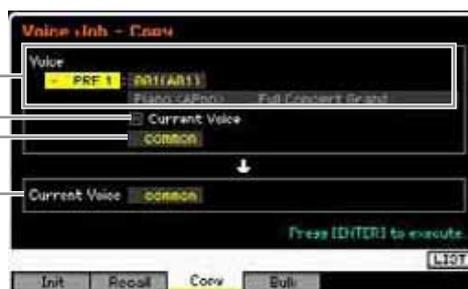 Voice Job - Copy
Voice
PRE 1 001(A01)
Piano <APno> Full Concert Grand
Current Voice
common
Current Voice common
Press [ENTER] to execute
LIST
Init Recall Copy Bulk